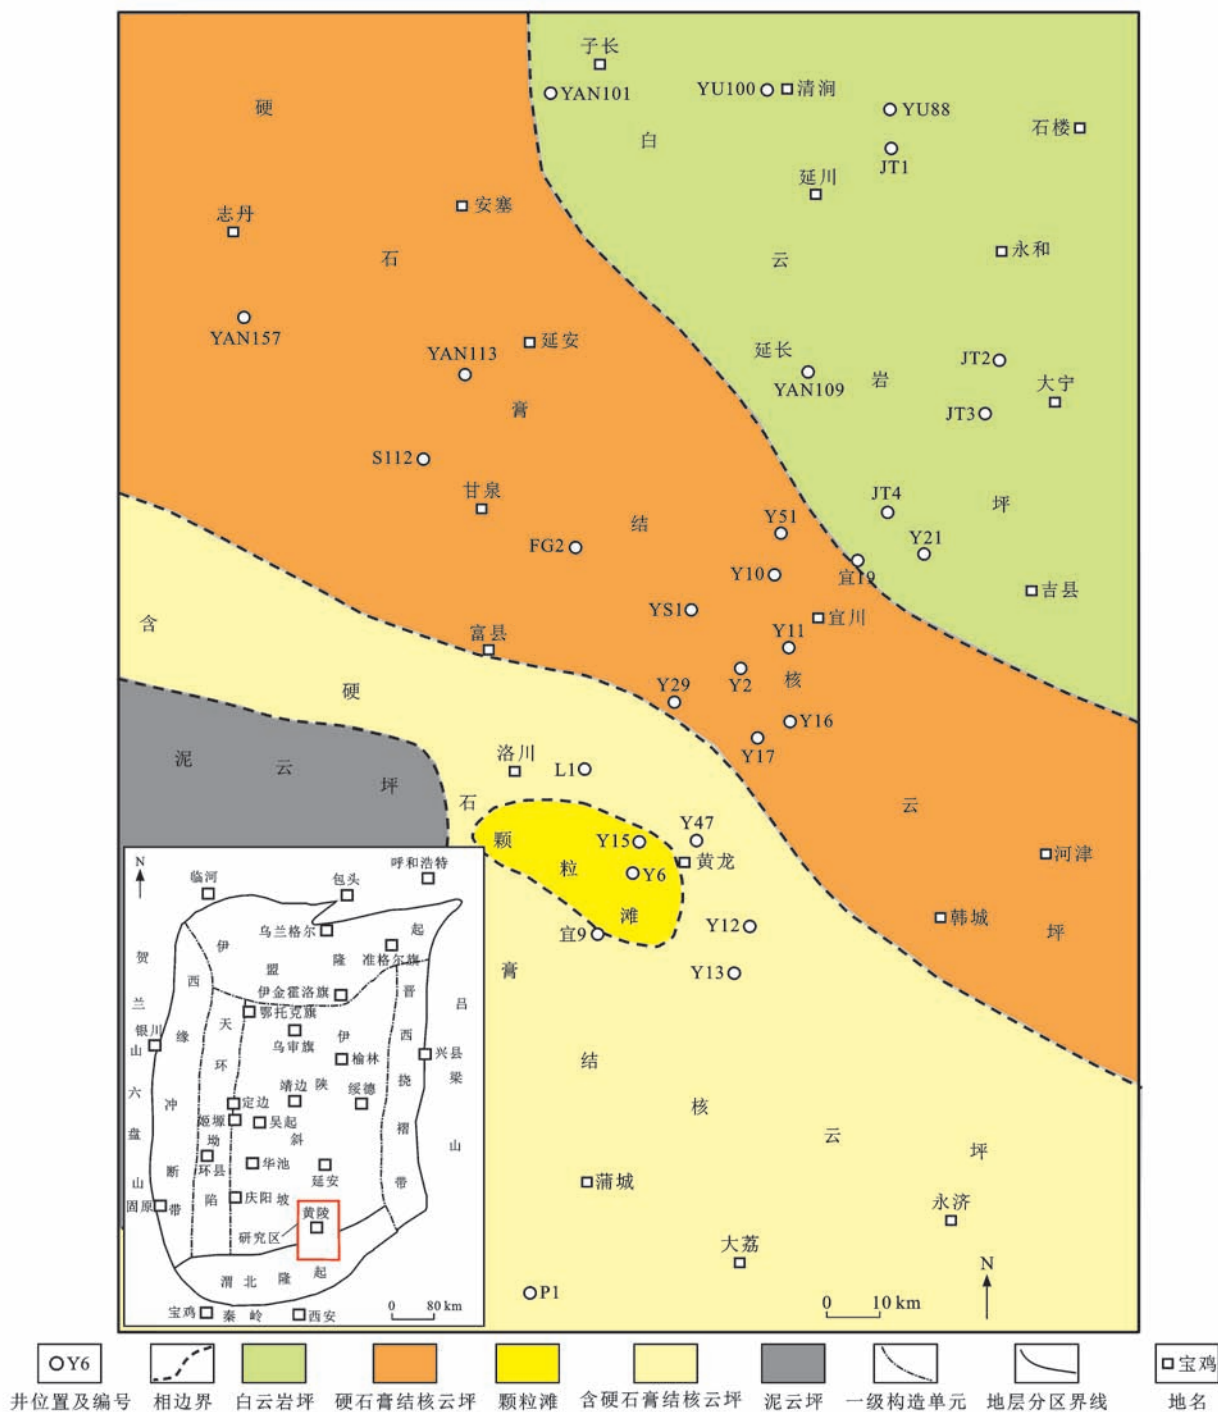 子长
YAN101
YU100
清涧
YU88
石楼
JT1
延川
永和
白云岩坪
延长
YAN109
JT2
大宁
JT3
JT4
Y21
吉县
宜19
硬石膏结核云坪
志丹
安塞
YAN157
延安
YAN113
S112
甘泉
FG2
Y51
Y10
YS1
宜川
Y11
富县
Y2
Y29
Y16
Y17
河津
韩城
含硬石膏结核云坪
泥云坪
洛川
L1
颗粒滩
Y15
Y47
黄龙
Y6
宜9
Y12
Y13
蒲城
大荔
永济
P1
N
0 10 km
N
临河
包头
呼和浩特
乌兰格尔
准格尔旗
伊盟隆起
伊金霍洛旗
鄂托克旗
乌审旗
榆林
兴县
银川
贺兰山
六盘山
西缘冲断带
天环坳陷
伊陕斜坡
晋西挠褶带
吕梁山
靖边
绥德
定边
姬塬
吴起
环县
华池
延安
庆阳
固原
黄陵
研究区
渭北隆起
宝鸡
秦岭
西安
0 80 km
Y6
宝鸡
井位置及编号 相边界 白云岩坪 硬石膏结核云坪 颗粒滩 含硬石膏结核云坪 泥云坪 一级构造单元 地层分区界线 地名